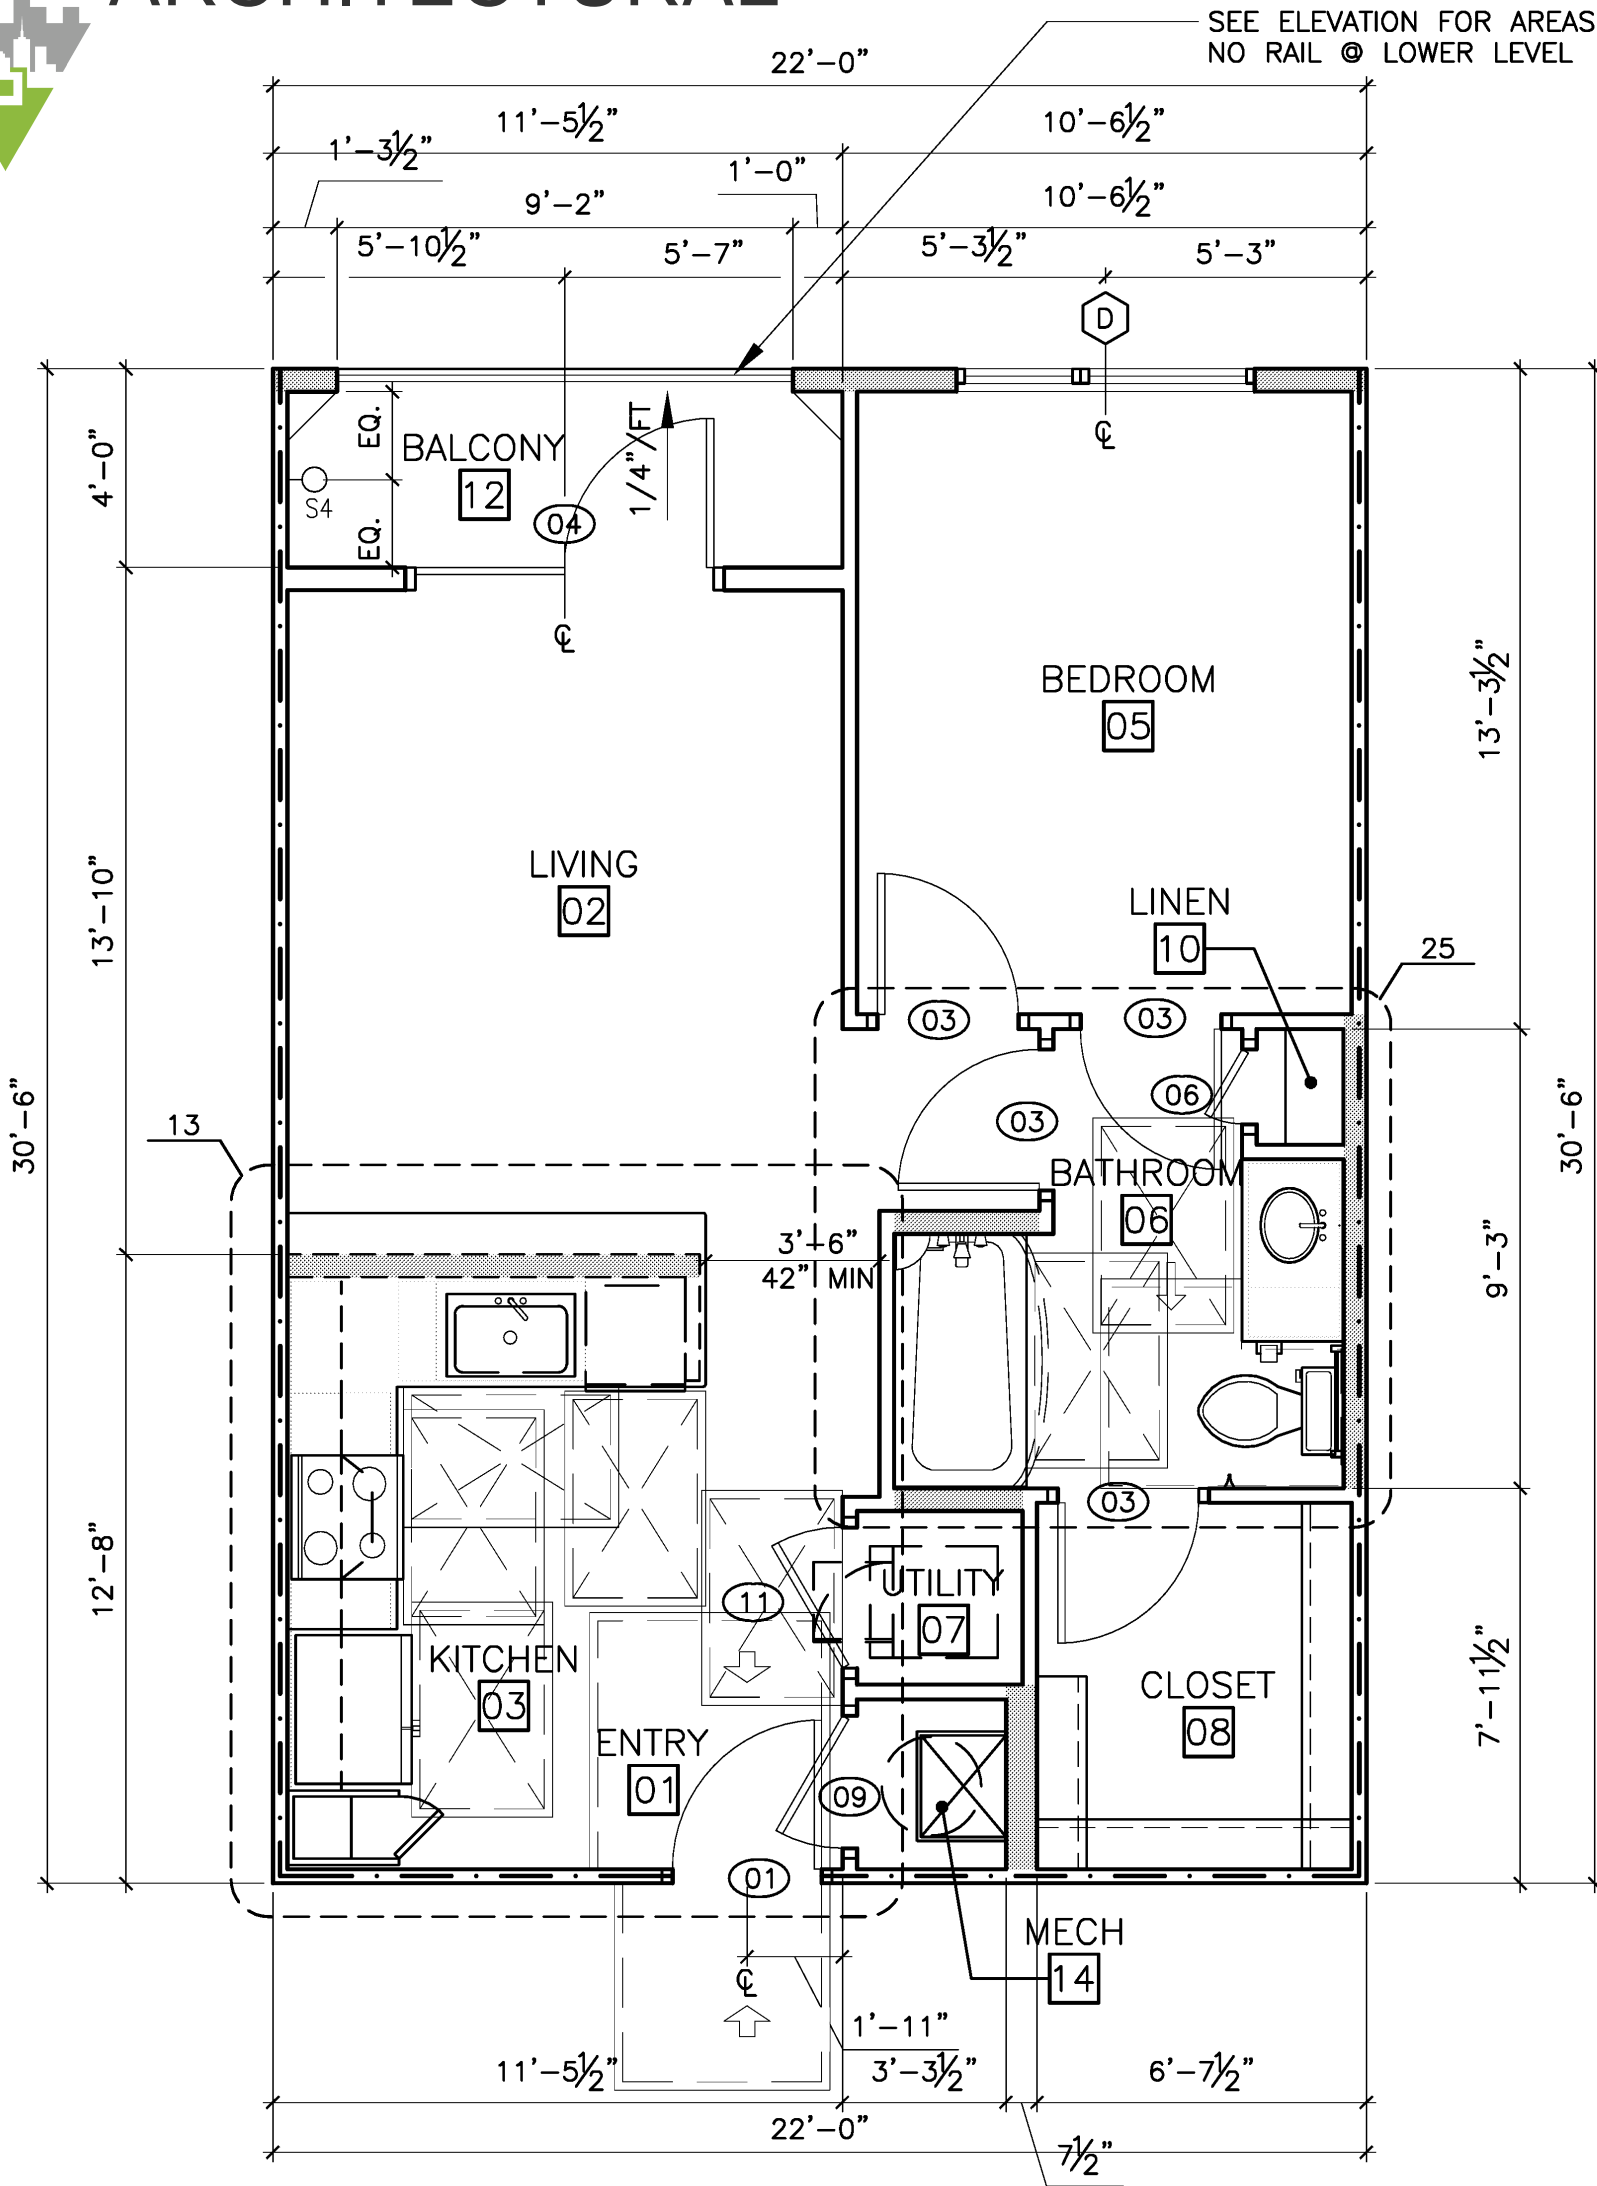 SEE ELEVATION FOR AREAS
NO RAIL @ LOWER LEVEL
22'-0"
11'-5½"
10'-6½"
1'-3½"
1'-0"
9'-2"
10'-6½"
5'-10½"
5'-7"
5'-3½"
5'-3"
D
℄
EQ.
BALCONY
12
1/4"/FT
S4
04
EQ.
4'-0"
℄
13'-3½"
BEDROOM
05
LIVING
02
13'-10"
LINEN
10
25
03
03
06
03
30'-6"
30'-6"
13
BATHROOM
06
3'-6"
42" MIN
9'-3"
03
12'-8"
UTILITY
07
11
KITCHEN
03
CLOSET
08
7'-11½"
ENTRY
01
09
01
MECH
14
℄
1'-11"
11'-5½"
3'-3½"
6'-7½"
22'-0"
7½"